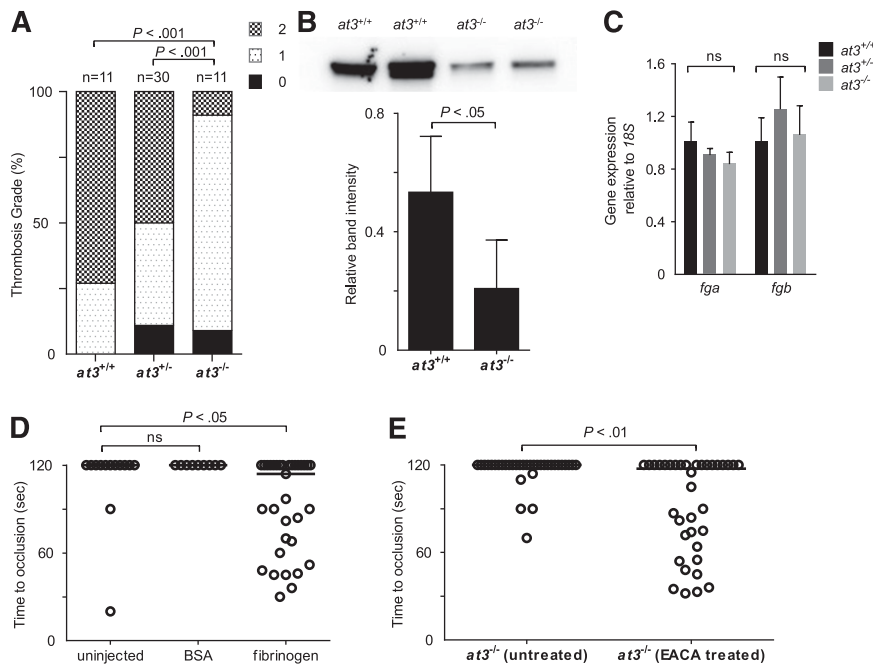 A
P < .001
P < .001
n=11 n=30 n=11
2
1
0
Thrombosis Grade (%)
100
50
0
at3+/+ at3+/- at3-/-
B
at3+/+ at3+/+ at3-/- at3-/-
P < .05
Relative band intensity
0.8
0.4
0
at3+/+ at3-/-
C
at3+/+
at3+/-
at3-/-
ns ns
Gene expression
relative to 18S
1.6
1.2
0.8
0.4
0
fga fgb
D
P < .05
ns
Time to occlusion (sec)
120
60
0
uninjected BSA fibrinogen
E
P < .01
Time to occlusion (sec)
120
60
0
at3-/- (untreated) at3-/- (EACA treated)